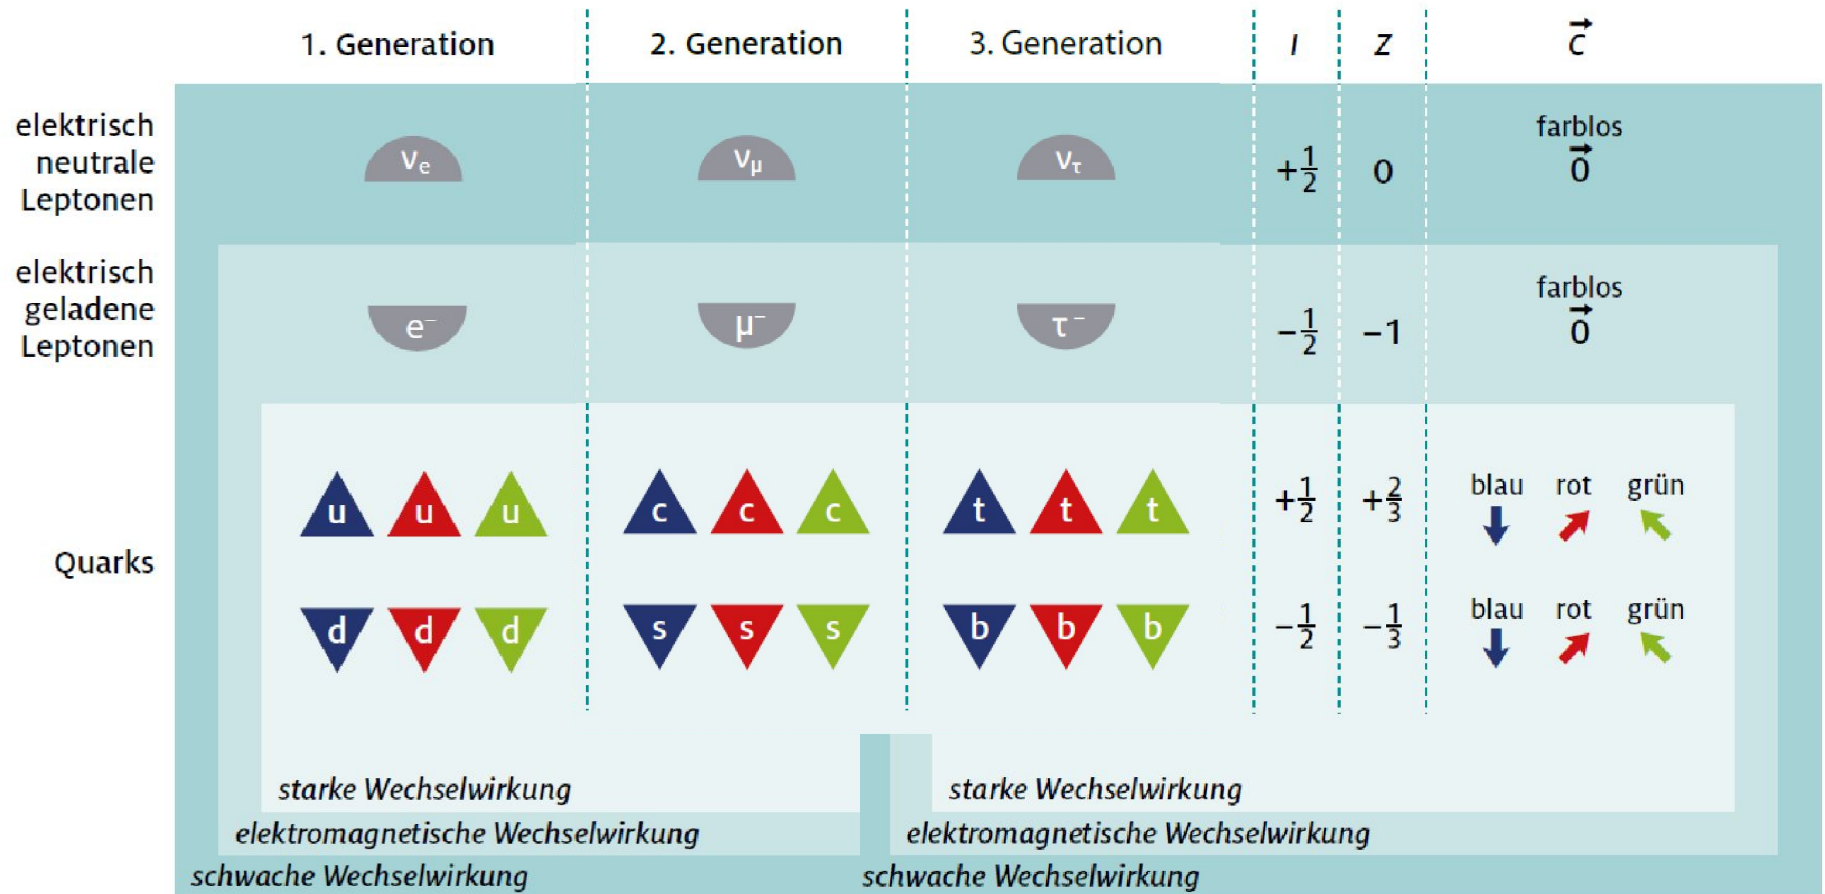 1. Generation 2. Generation 3. Generation I Z c⃗
elektrisch
neutrale
Leptonen
νe νμ ντ +1/2 0 farblos
0⃗
elektrisch
geladene
Leptonen
e⁻ μ⁻ τ⁻ −1/2 −1 farblos
0⃗
Quarks
u u u c c c t t t +1/2 +2/3 blau rot grün
d d d s s s b b b −1/2 −1/3 blau rot grün
starke Wechselwirkung starke Wechselwirkung
elektromagnetische Wechselwirkung elektromagnetische Wechselwirkung
schwache Wechselwirkung schwache Wechselwirkung